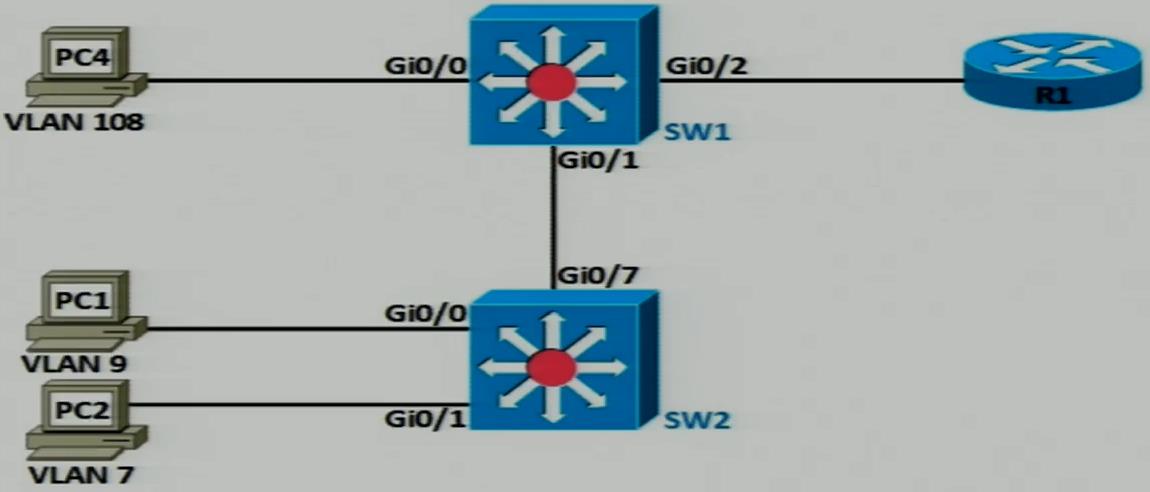 PC4
VLAN 108
Gi0/0
Gi0/2
R1
SW1
Gi0/1
Gi0/7
PC1
VLAN 9
Gi0/0
PC2
VLAN 7
Gi0/1
SW2